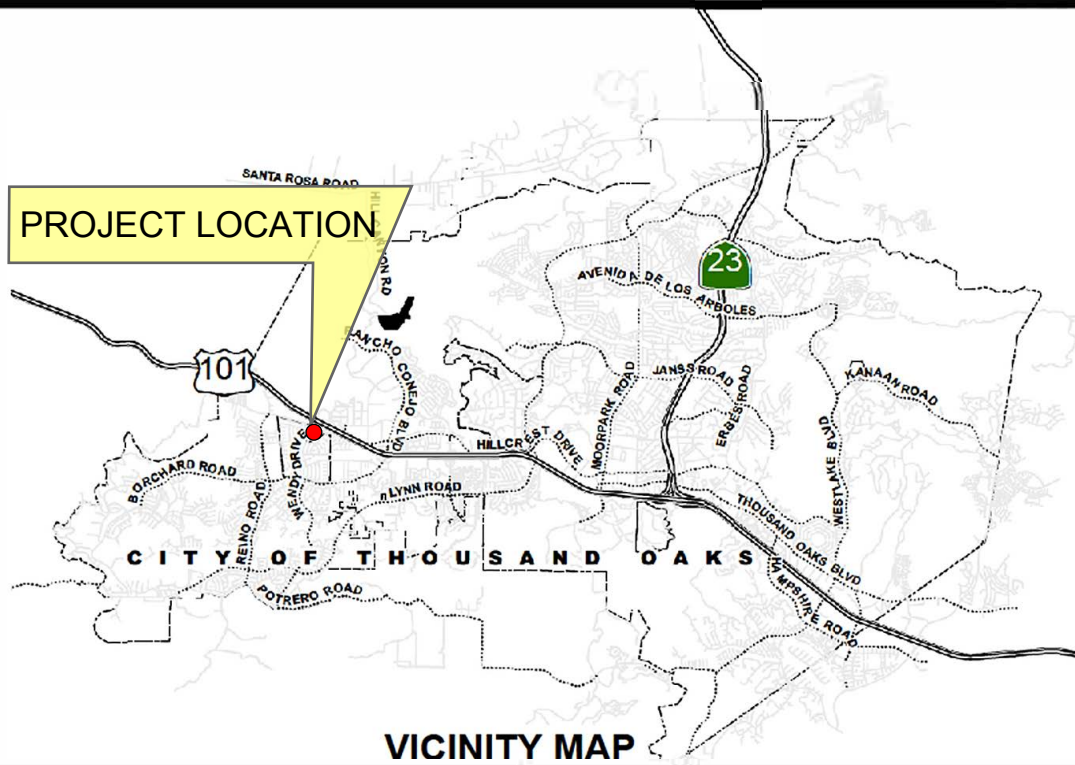 SANTA ROSA ROAD
PROJECT LOCATION
23
AVENIDA DE LOS ARBOLES
RANCHO CONEJO BLVD
101
JANSS ROAD
KANAAN ROAD
MOORPARK ROAD
ERBES ROAD
HILLCREST DRIVE
WENDY DRIVE
BORCHARD ROAD
WESTLAKE BLVD
LYNN ROAD
REINO ROAD
THOUSAND OAKS BLVD
CITY OF THOUSAND OAKS
POTRERO ROAD
HAMPSHIRE ROAD
VICINITY MAP